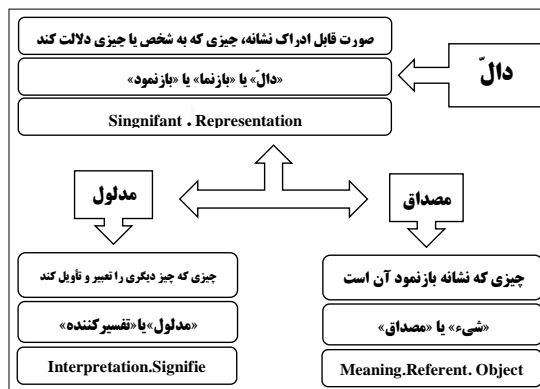 صورت قابل ادراک نشانه، چیزی که به شخص یا چیزی دلالت کند
«دالّ» یا «بازنما» یا «بازنمود»
Singnifant . Representation
دالّ
مصداق
مدلول
چیزی که نشانه بازنمود آن است
«شیء» یا «مصداق»
Meaning.Referent. Object
چیزی که چیز دیگری را تعبیر و تأویل کند
«مدلول»یا«تفسیرکننده»
Interpretation.Signifie